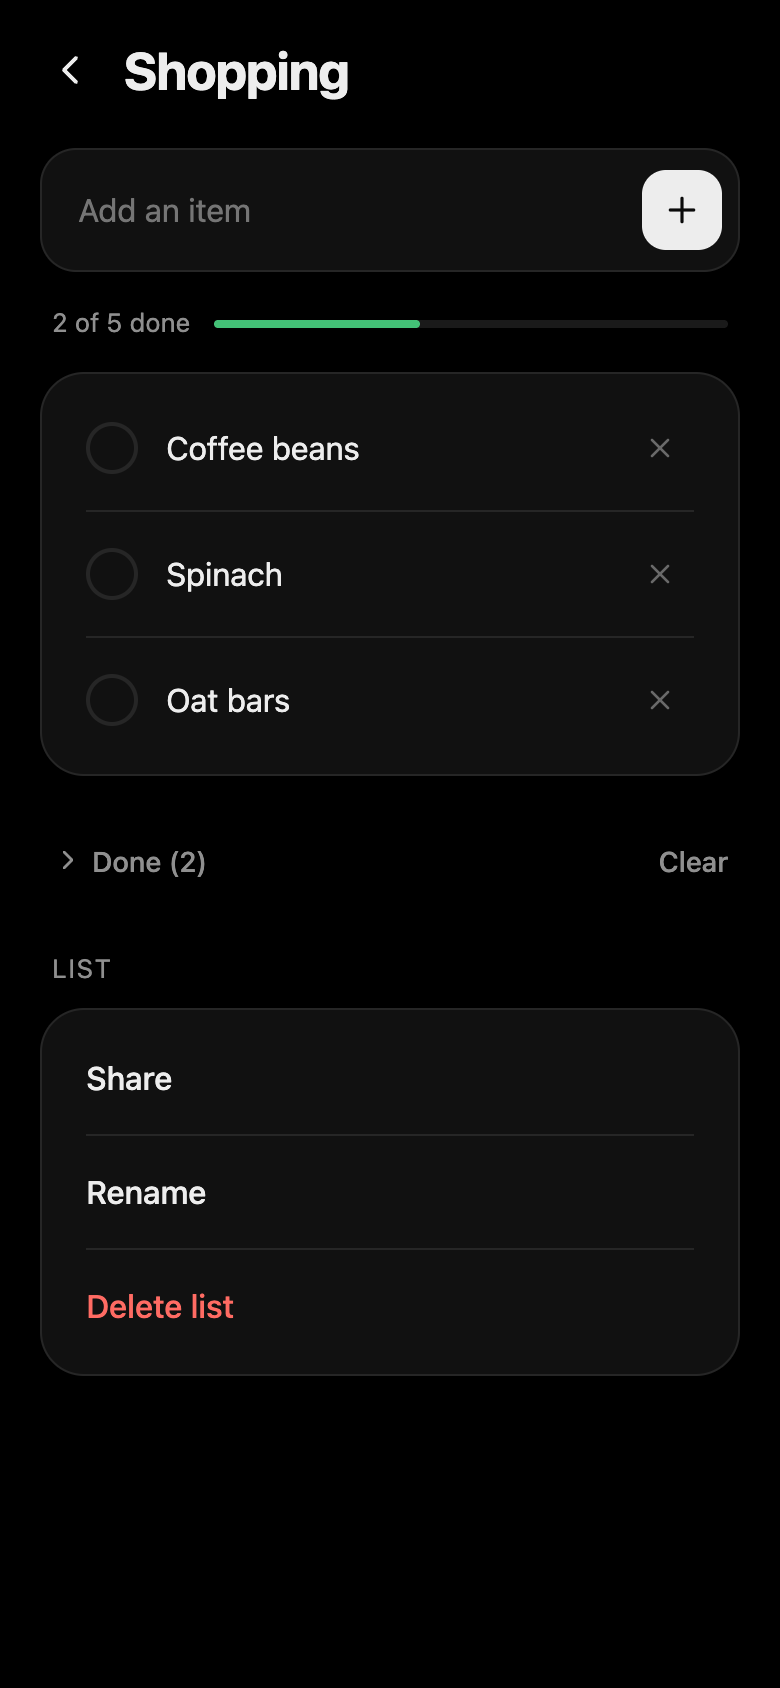 Shopping
Add an item
2 of 5 done
Coffee beans
Spinach
Oat bars
Done (2)
Clear
LIST
Share
Rename
Delete list